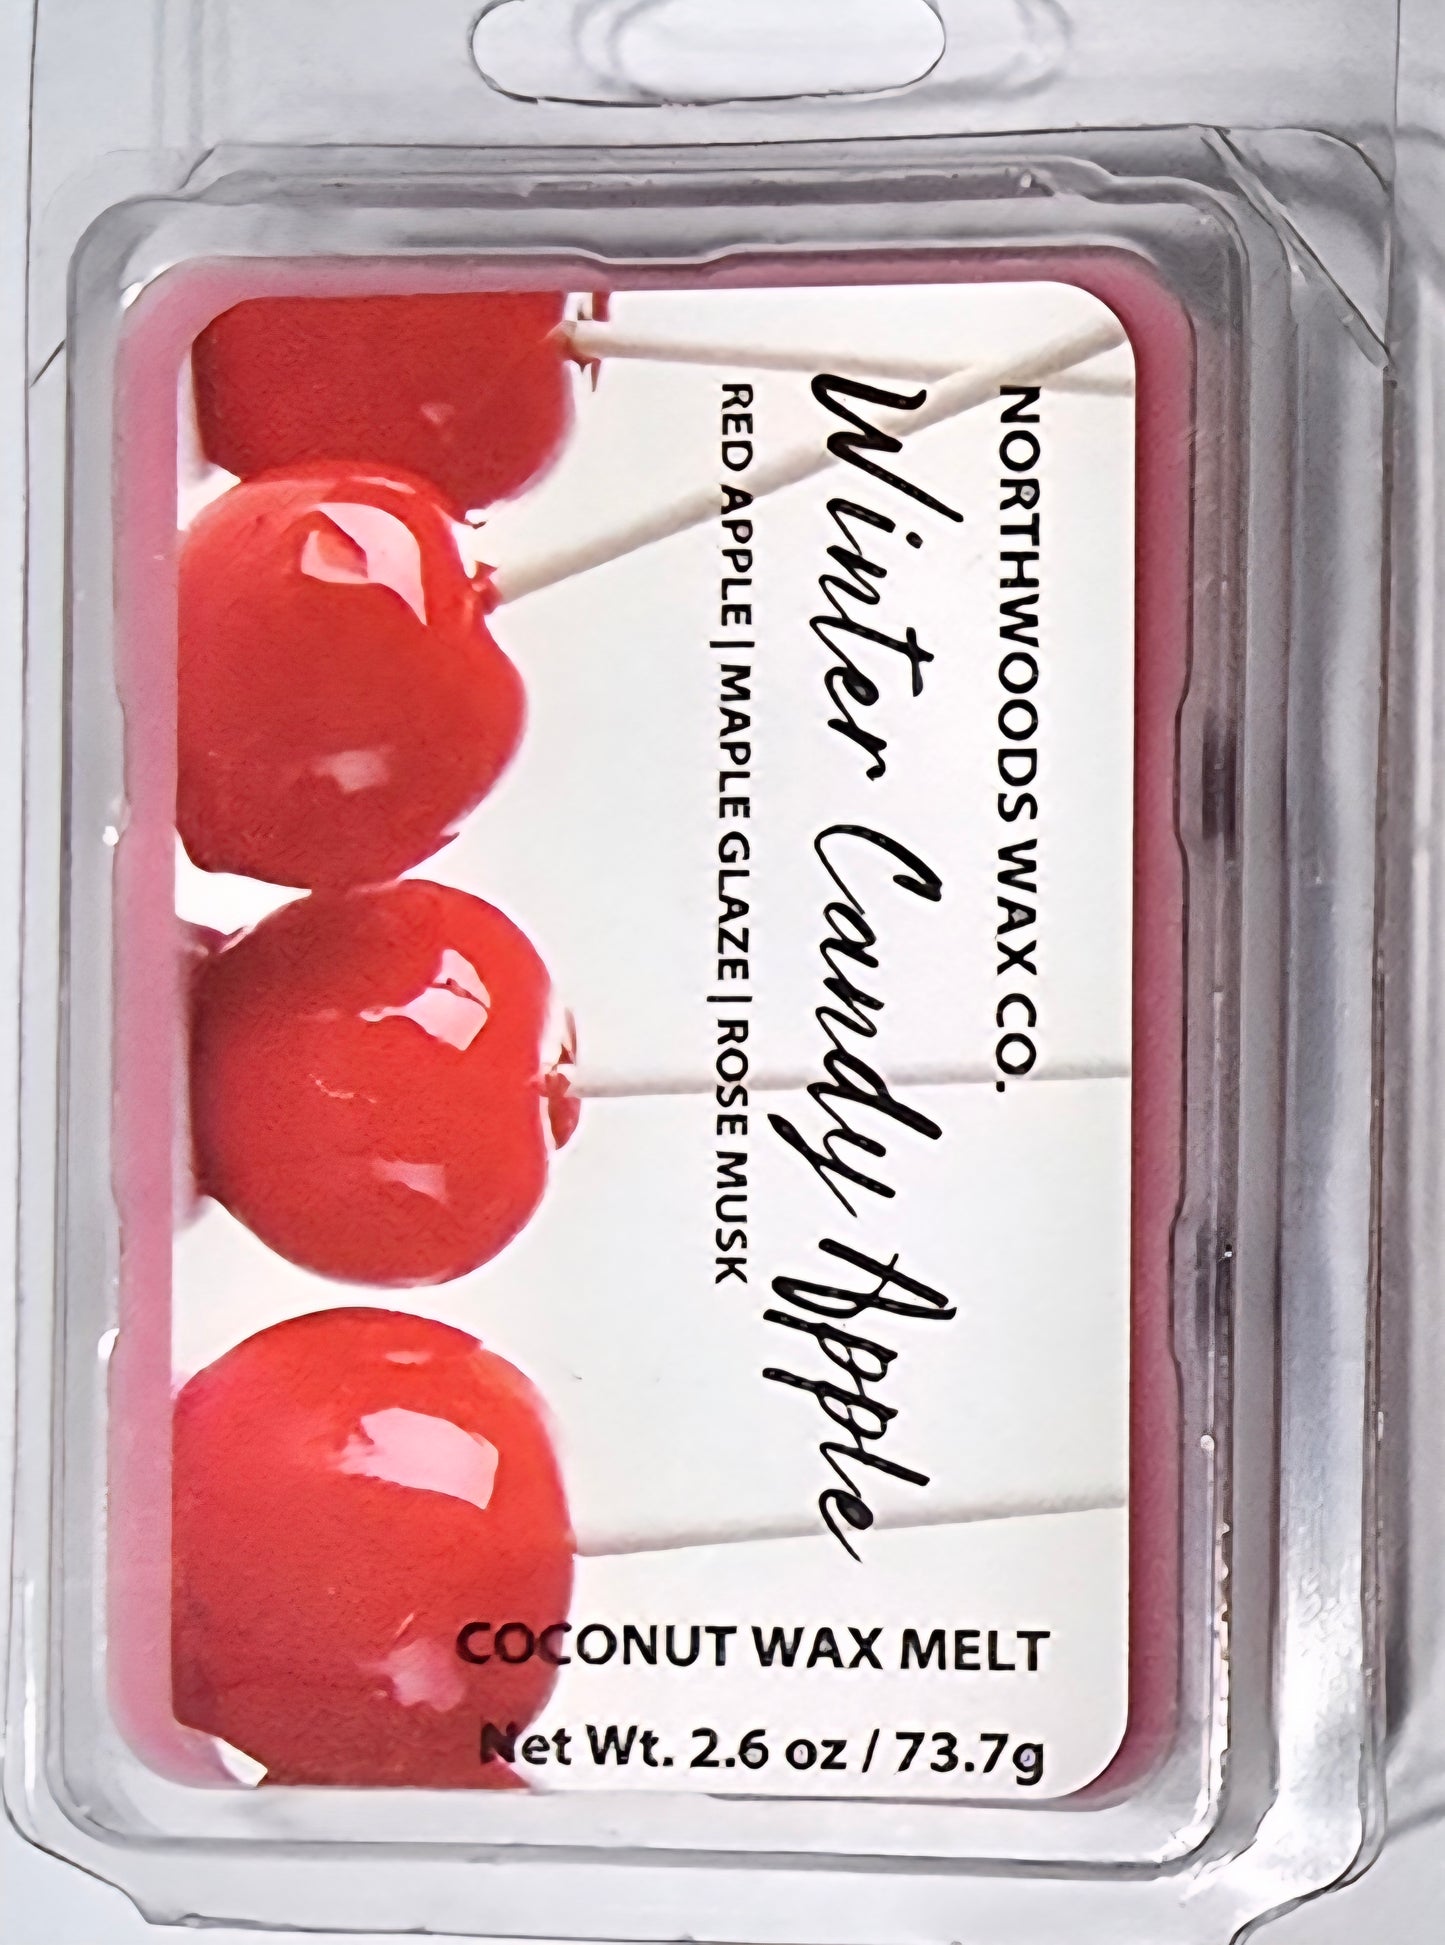 NORTHWOODS WAX CO.
Winter Candy Apple
RED APPLE | MAPLE GLAZE | ROSE MUSK
COCONUT WAX MELT
Net Wt. 2.6 oz / 73.7g